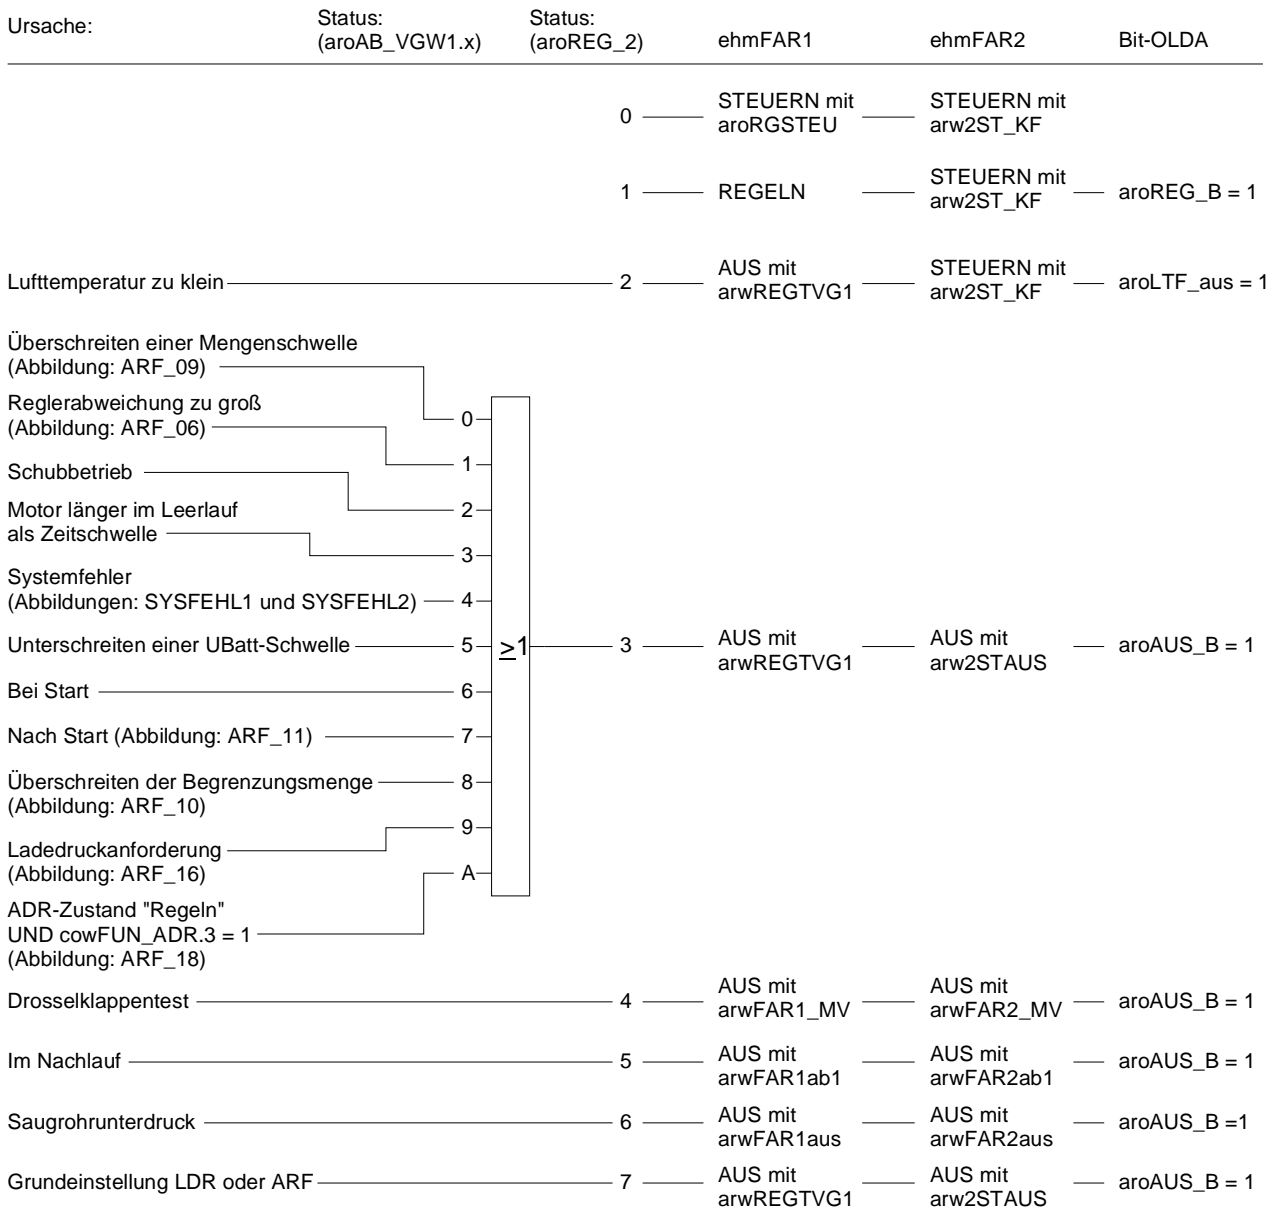 Ursache:
Status:
(aroAB_VGW1.x)
Status:
(aroREG_2)
ehmFAR1
ehmFAR2
Bit-OLDA
0
STEUERN mit
aroRGSTEU
STEUERN mit
arw2ST_KF
1
REGELN
STEUERN mit
arw2ST_KF
aroREG_B = 1
Lufttemperatur zu klein
2
AUS mit
arwREGTVG1
STEUERN mit
arw2ST_KF
aroLTF_aus = 1
Überschreiten einer Mengenschwelle
(Abbildung: ARF_09)
0
Reglerabweichung zu groß
(Abbildung: ARF_06)
1
Schubbetrieb
2
Motor länger im Leerlauf
als Zeitschwelle
3
Systemfehler
(Abbildungen: SYSFEHL1 und SYSFEHL2)
4
Unterschreiten einer UBatt-Schwelle
5
≥1
3
AUS mit
arwREGTVG1
AUS mit
arw2STAUS
aroAUS_B = 1
Bei Start
6
Nach Start (Abbildung: ARF_11)
7
Überschreiten der Begrenzungsmenge
(Abbildung: ARF_10)
8
Ladedruckanforderung
(Abbildung: ARF_16)
9
A
ADR-Zustand "Regeln"
UND cowFUN_ADR.3 = 1
(Abbildung: ARF_18)
Drosselklappentest
4
AUS mit
arwFAR1_MV
AUS mit
arwFAR2_MV
aroAUS_B = 1
Im Nachlauf
5
AUS mit
arwFAR1ab1
AUS mit
arwFAR2ab1
aroAUS_B = 1
Saugrohrunterdruck
6
AUS mit
arwFAR1aus
AUS mit
arwFAR2aus
aroAUS_B =1
Grundeinstellung LDR oder ARF
7
AUS mit
arwREGTVG1
AUS mit
arw2STAUS
aroAUS_B = 1